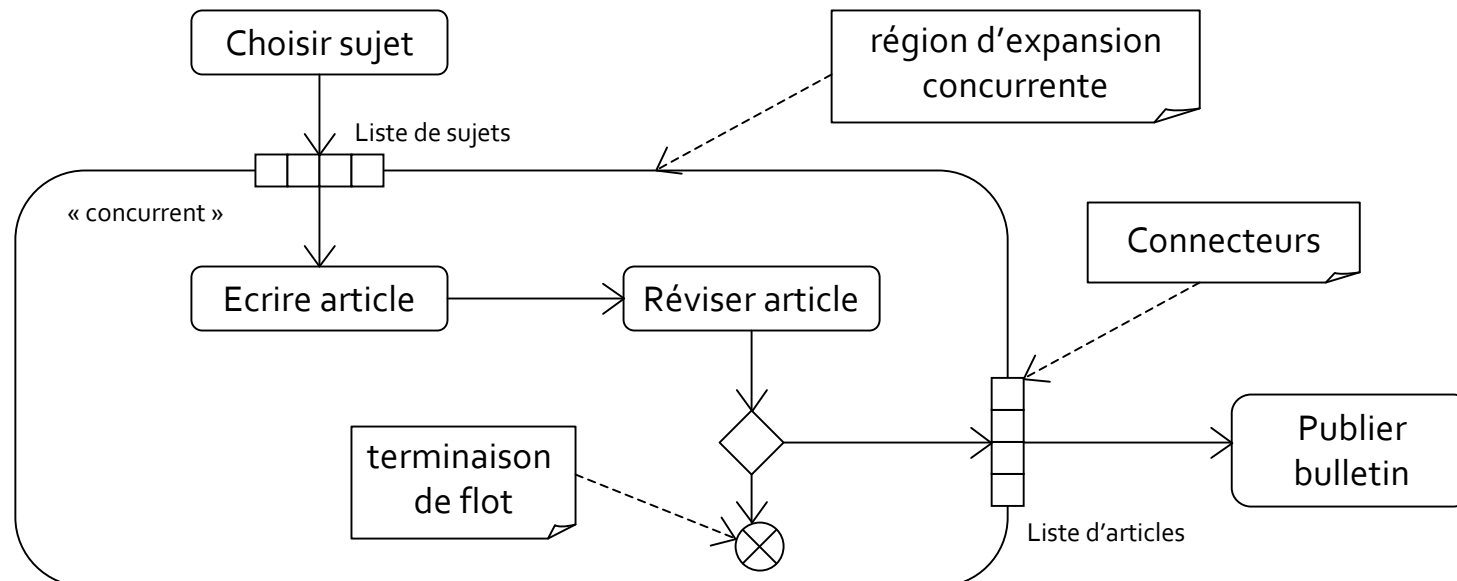 Choisir sujet
région d’expansion
concurrente
Liste de sujets
« concurrent »
Connecteurs
Ecrire article
Réviser article
terminaison
de flot
Publier
bulletin
Liste d’articles